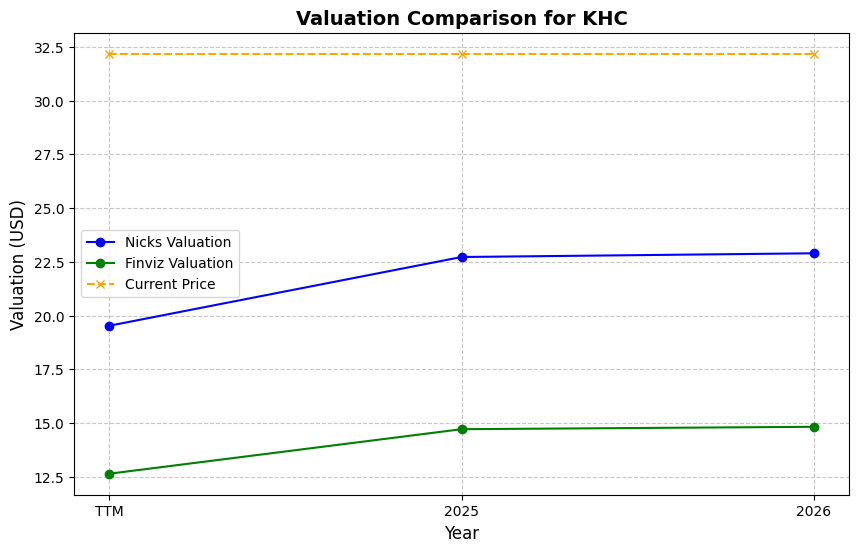 Valuation Comparison for KHC
Valuation (USD)
32.5
30.0
27.5
25.0
22.5
20.0
17.5
15.0
12.5
Nicks Valuation
Finviz Valuation
Current Price
TTM
2025
2026
Year